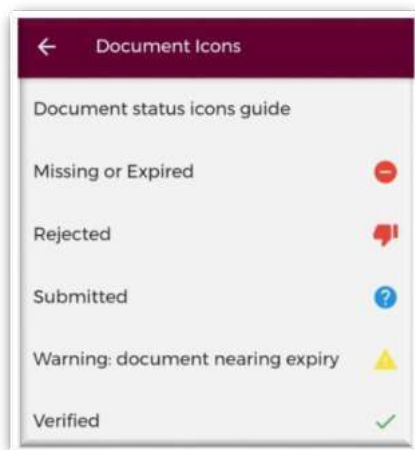 Document Icons
Document status icons guide
Missing or Expired
Rejected
Submitted
Warning: document nearing expiry
Verified